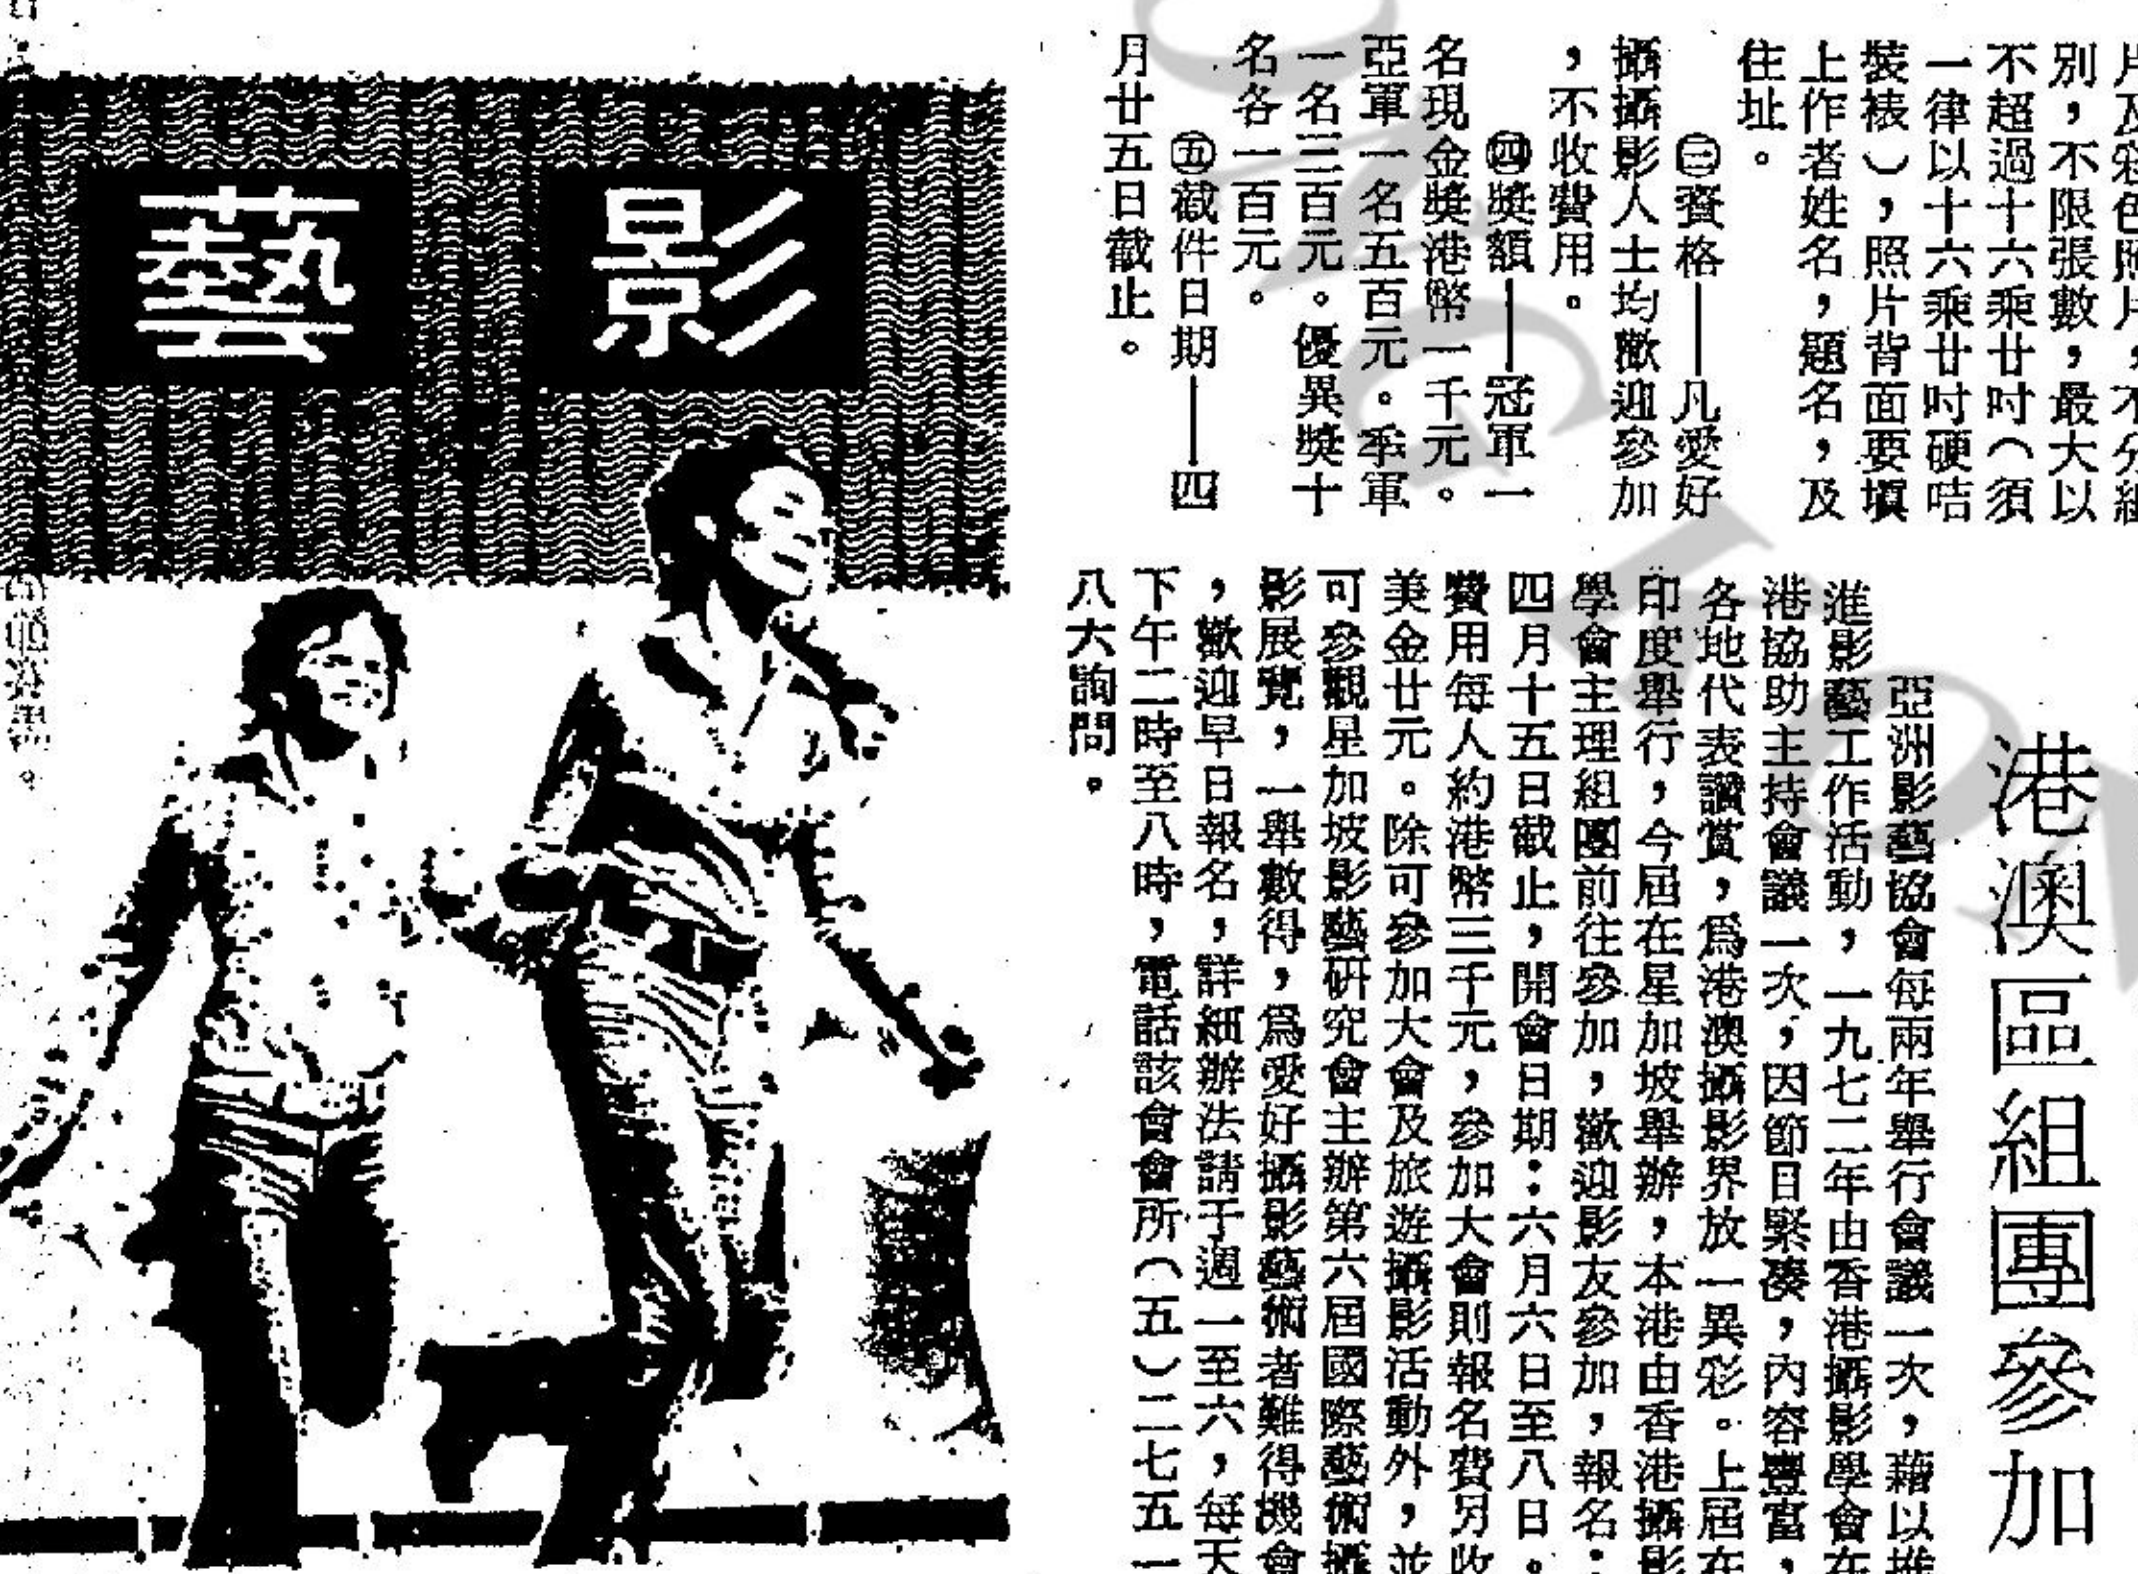 片及彩色照片，不分組
別，不限張數，最大以
不超過十六乘廿吋（須
一律以十六乘廿吋硬咭
裝裱），照片背面要填
上作者姓名，題名，及
住址。
㊂資格——凡愛好
攝攝影人士均歡迎參加
，不收費用。
㊃獎額——冠軍一
名現金獎港幣一千元。
亞軍一名五百元。季軍
一名三百元。優異獎十
名各一百元。
㊄截件日期——四
月廿五日截止。
港澳區組團參加
亞洲影藝協會每兩年舉行會議一次，藉以推
進影藝工作活動，一九七二年由香港攝影學會在
港協助主持會議一次，因節目緊湊，內容豐富，
各地代表讚賞，爲港澳攝影界放一異彩。上屆在
印度舉行，今屆在星加坡舉辦，本港由香港攝影
學會主理組團前往參加，歡迎影友參加，報名：
四月十五日截止，開會日期：六月六日至八日。
費用每人約港幣三千元，參加大會則報名費另收
美金廿元。除可參加大會及旅遊攝影活動外，並
可參觀星加坡影藝研究會主辦第六屆國際藝術攝
影展覽，一舉數得，爲愛好攝影藝術者難得機會
，歡迎早日報名，詳細辦法請于週一至六，每天
下午二時至八時，電話該會會所（五）二七五一
八六詢問。
影藝
ONG KON